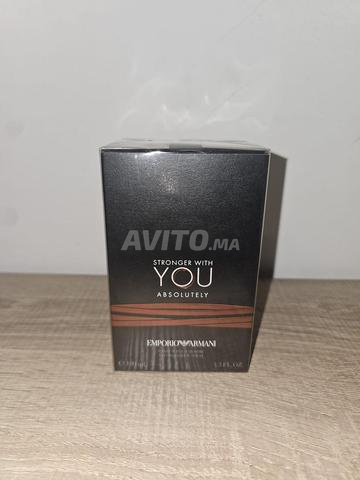 AVITO.MA
STRONGER WITH
YOU
ABSOLUTELY
EMPORIO ARMANI